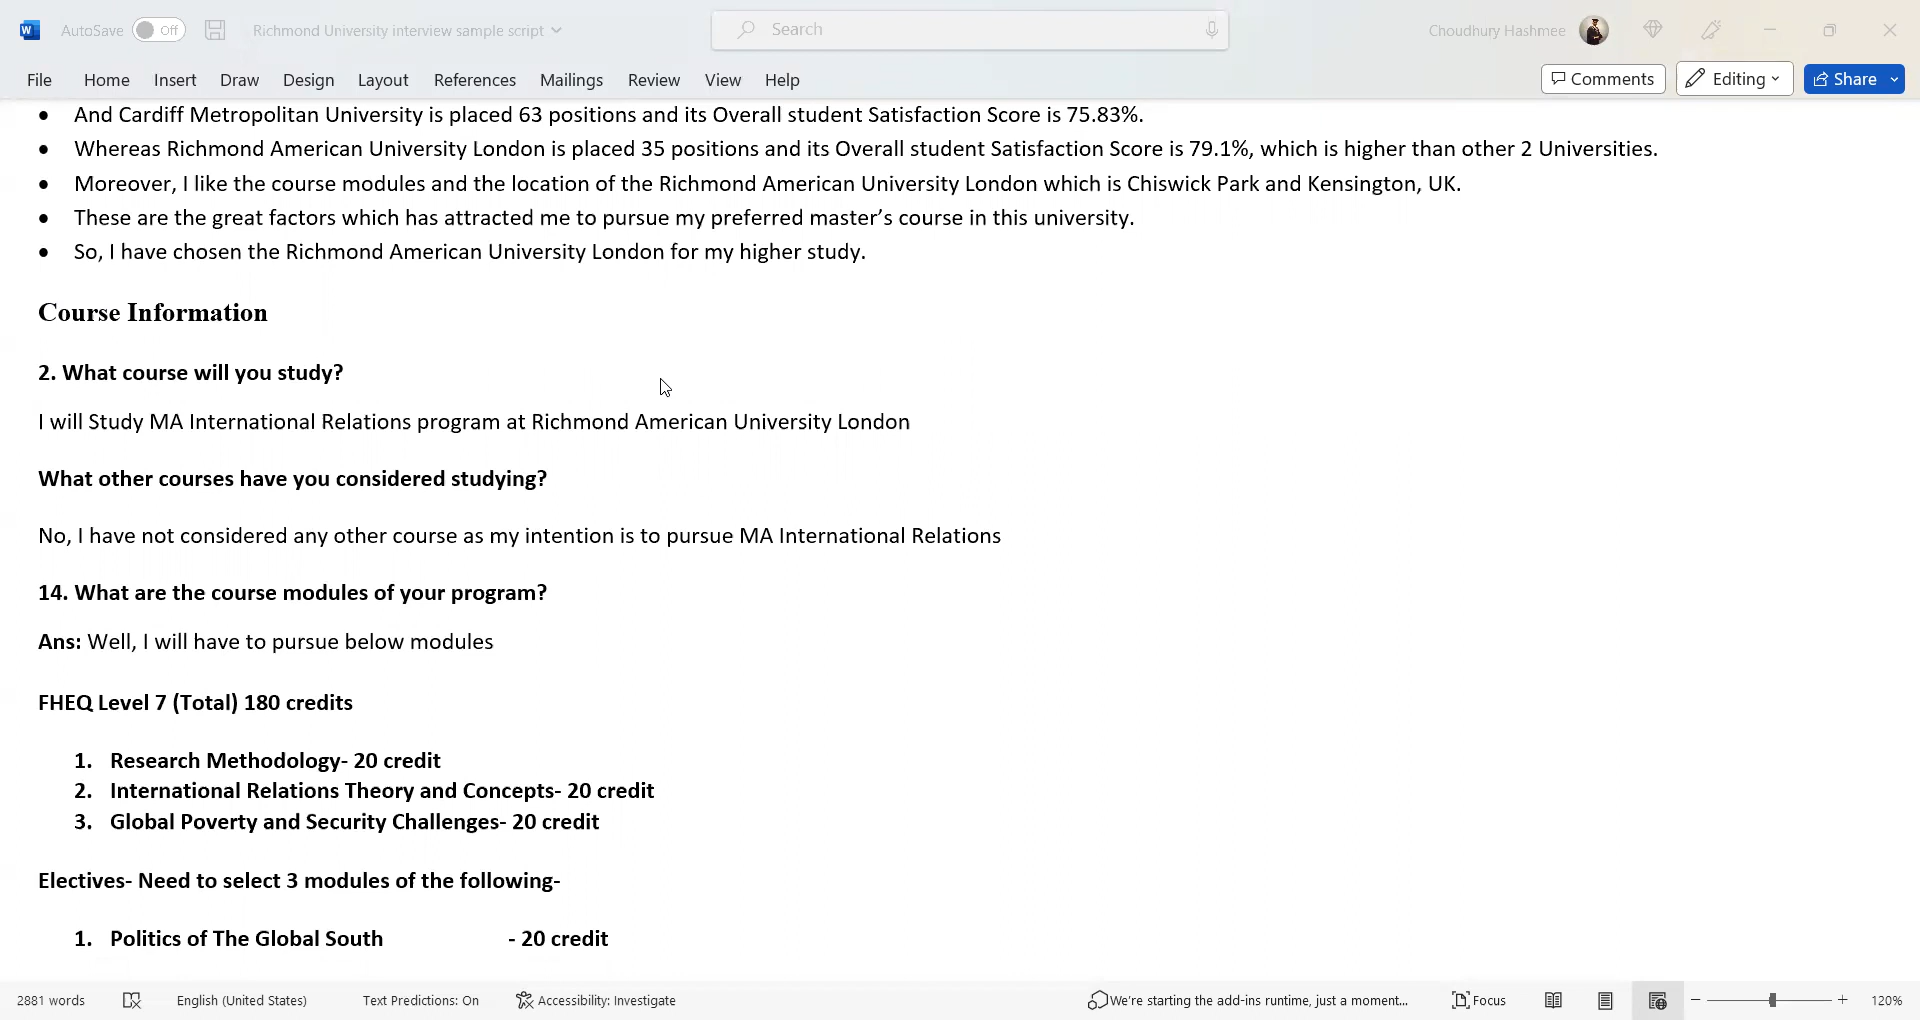 AutoSave Off Richmond University interview sample script Search Choudhury Hashmee
File Home Insert Draw Design Layout References Mailings Review View Help Comments Editing Share
• And Cardiff Metropolitan University is placed 63 positions and its Overall student Satisfaction Score is 75.83%.
• Whereas Richmond American University London is placed 35 positions and its Overall student Satisfaction Score is 79.1%, which is higher than other 2 Universities.
• Moreover, I like the course modules and the location of the Richmond American University London which is Chiswick Park and Kensington, UK.
• These are the great factors which has attracted me to pursue my preferred master’s course in this university.
• So, I have chosen the Richmond American University London for my higher study.
Course Information
2. What course will you study?
I will Study MA International Relations program at Richmond American University London
What other courses have you considered studying?
No, I have not considered any other course as my intention is to pursue MA International Relations
14. What are the course modules of your program?
Ans: Well, I will have to pursue below modules
FHEQ Level 7 (Total) 180 credits
1. Research Methodology- 20 credit
2. International Relations Theory and Concepts- 20 credit
3. Global Poverty and Security Challenges- 20 credit
Electives- Need to select 3 modules of the following-
1. Politics of The Global South - 20 credit
2881 words English (United States) Text Predictions: On Accessibility: Investigate We're starting the add-ins runtime, just a moment... Focus 120%